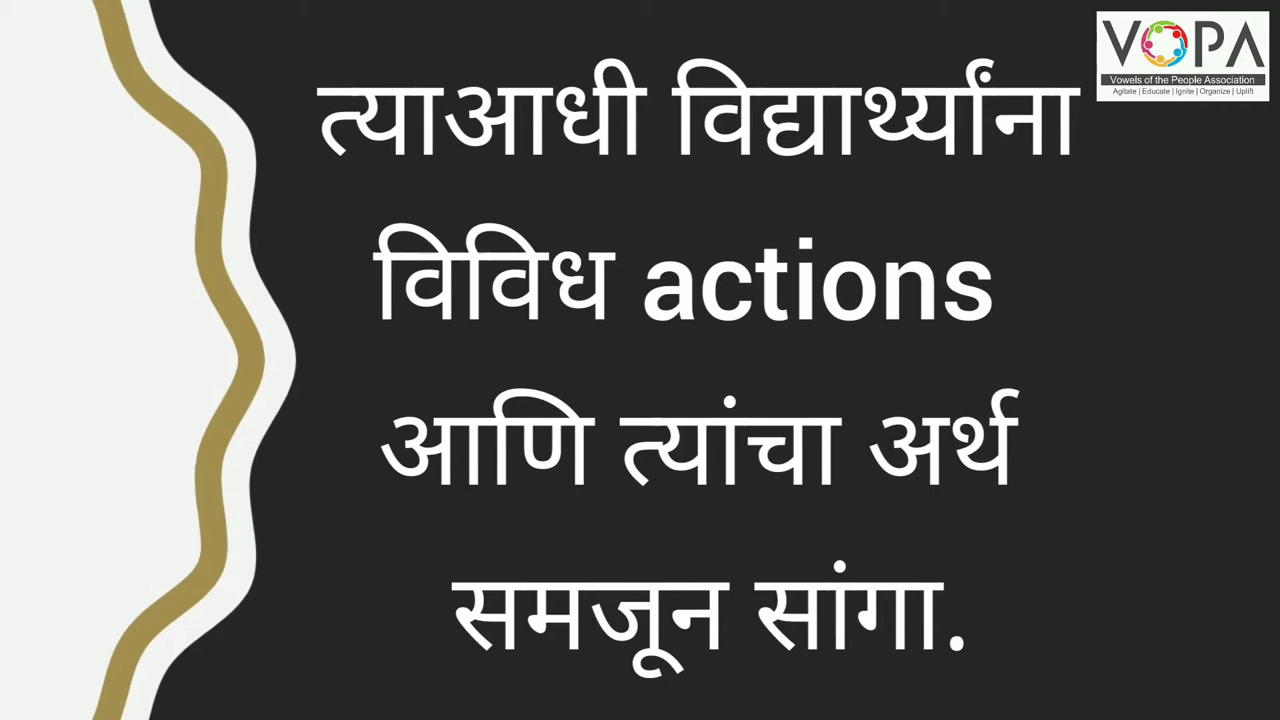 VOPA
Vowels of the People Association
Agitate | Educate | Ignite | Organize | Uplift
त्याआधी विद्यार्थ्यांना
विविध actions
आणि त्यांचा अर्थ
समजून सांगा.